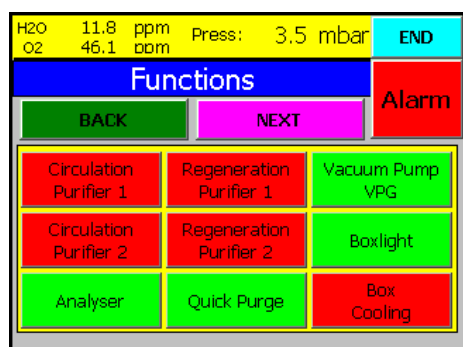 H2O 11.8 ppm Press: 3.5 mbar END
O2 46.1 ppm
Functions
Alarm
BACK NEXT
Circulation Regeneration Vacuum Pump
Purifier 1 Purifier 1 VPG
Circulation Regeneration Boxlight
Purifier 2 Purifier 2
Analyser Quick Purge Box
Cooling